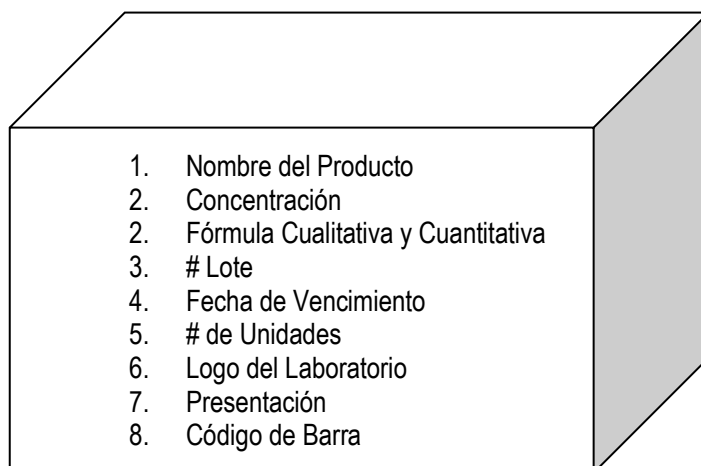 1. Nombre del Producto
2. Concentración
2. Fórmula Cualitativa y Cuantitativa
3. # Lote
4. Fecha de Vencimiento
5. # de Unidades
6. Logo del Laboratorio
7. Presentación
8. Código de Barra